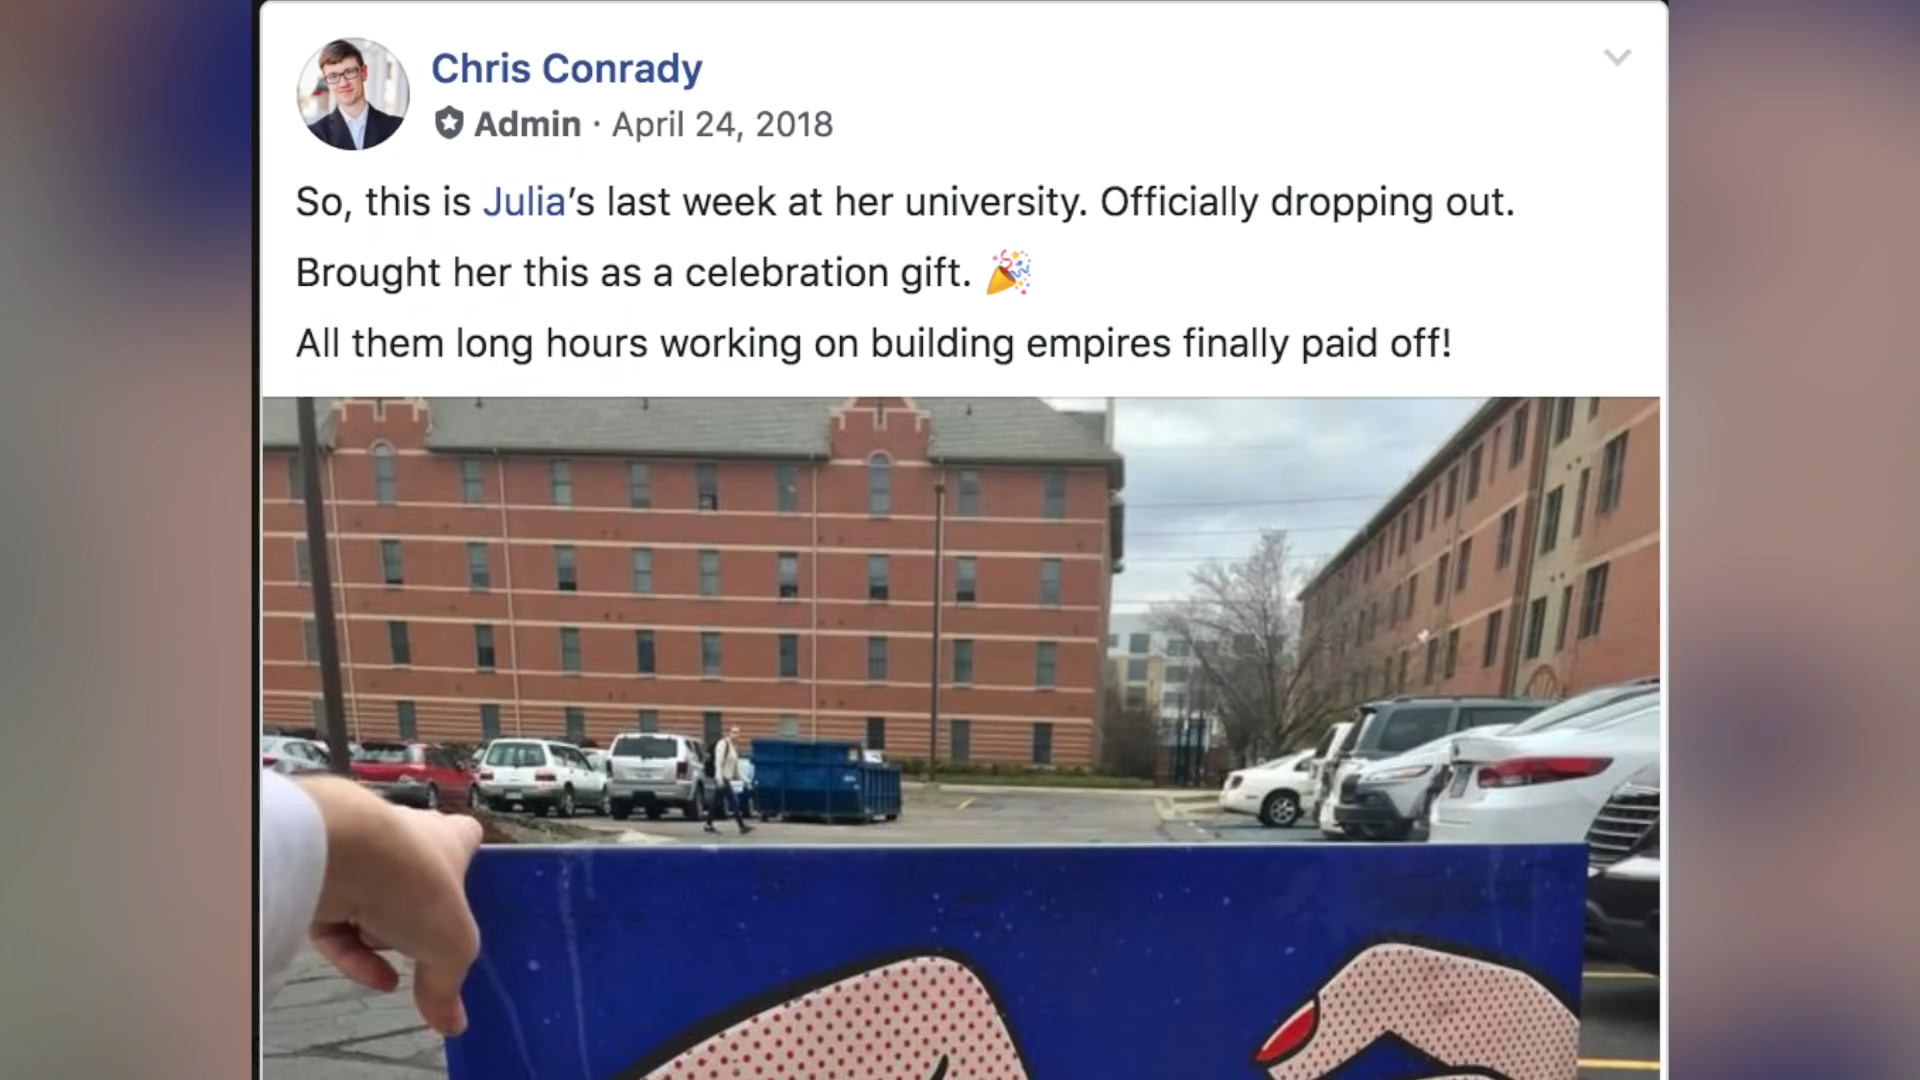 Chris Conrady
Admin · April 24, 2018
So, this is Julia's last week at her university. Officially dropping out.
Brought her this as a celebration gift. 🎉
All them long hours working on building empires finally paid off!